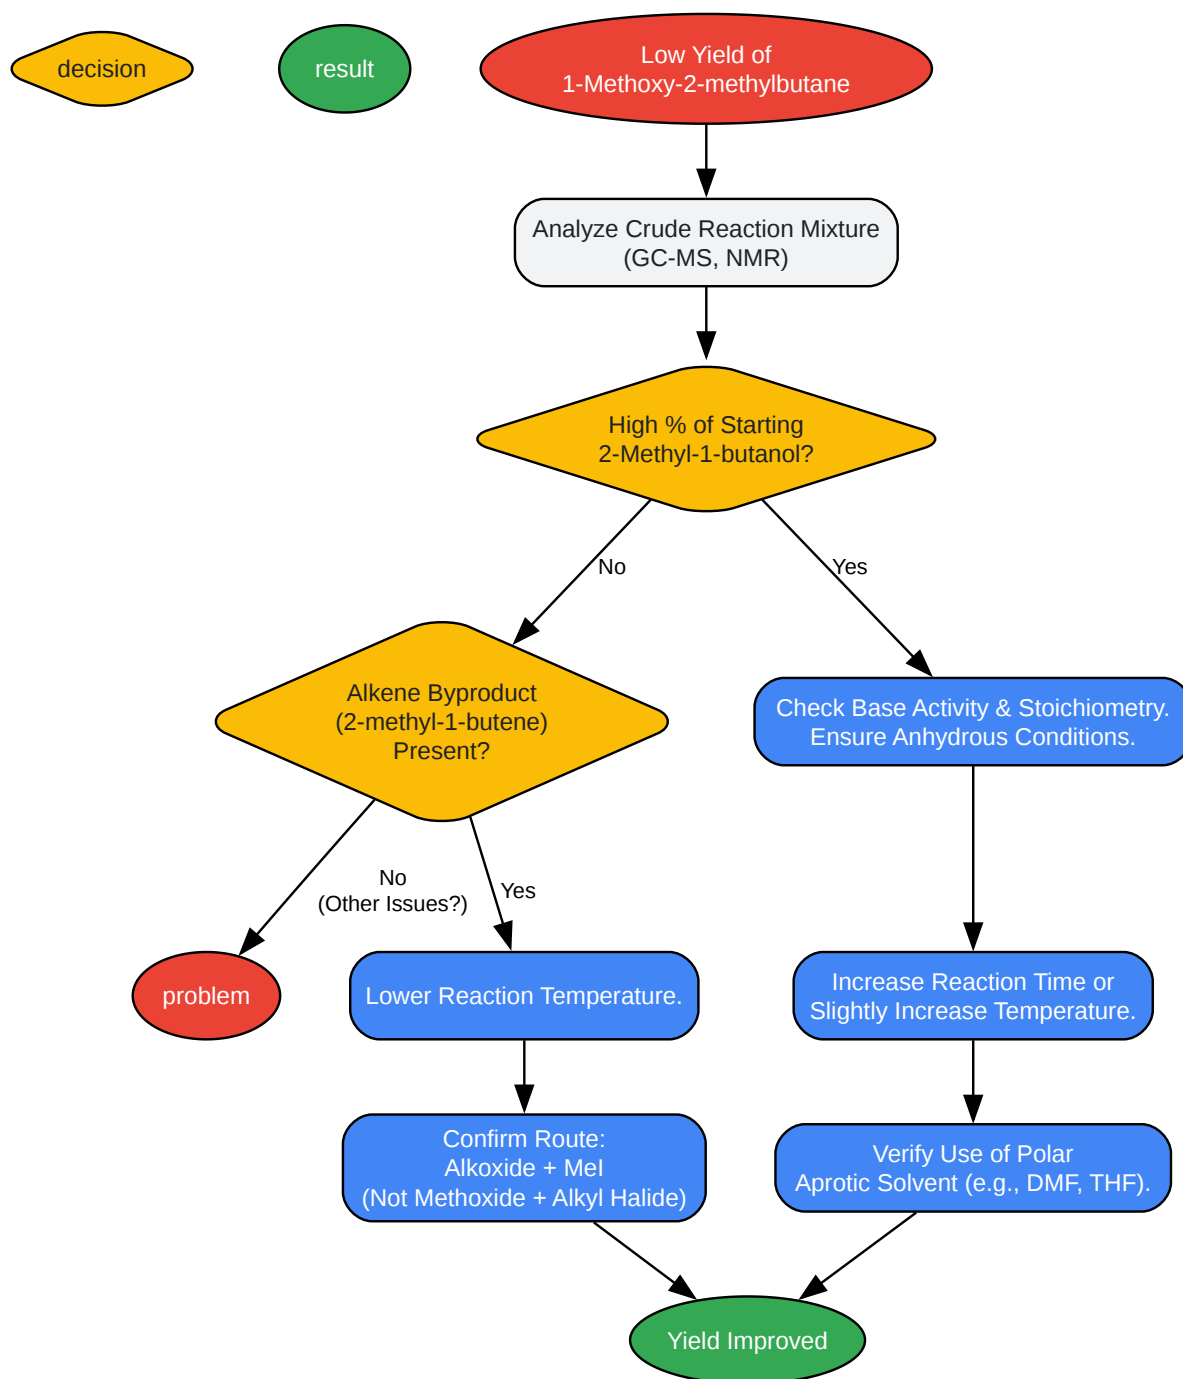 decision
result
Low Yield of
1-Methoxy-2-methylbutane
Analyze Crude Reaction Mixture
(GC-MS, NMR)
High % of Starting
2-Methyl-1-butanol?
No
Yes
Alkene Byproduct
(2-methyl-1-butene)
Present?
Check Base Activity & Stoichiometry.
Ensure Anhydrous Conditions.
No
(Other Issues?)
Yes
problem
Lower Reaction Temperature.
Increase Reaction Time or
Slightly Increase Temperature.
Confirm Route:
Alkoxide + MeI
(Not Methoxide + Alkyl Halide)
Verify Use of Polar
Aprotic Solvent (e.g., DMF, THF).
Yield Improved